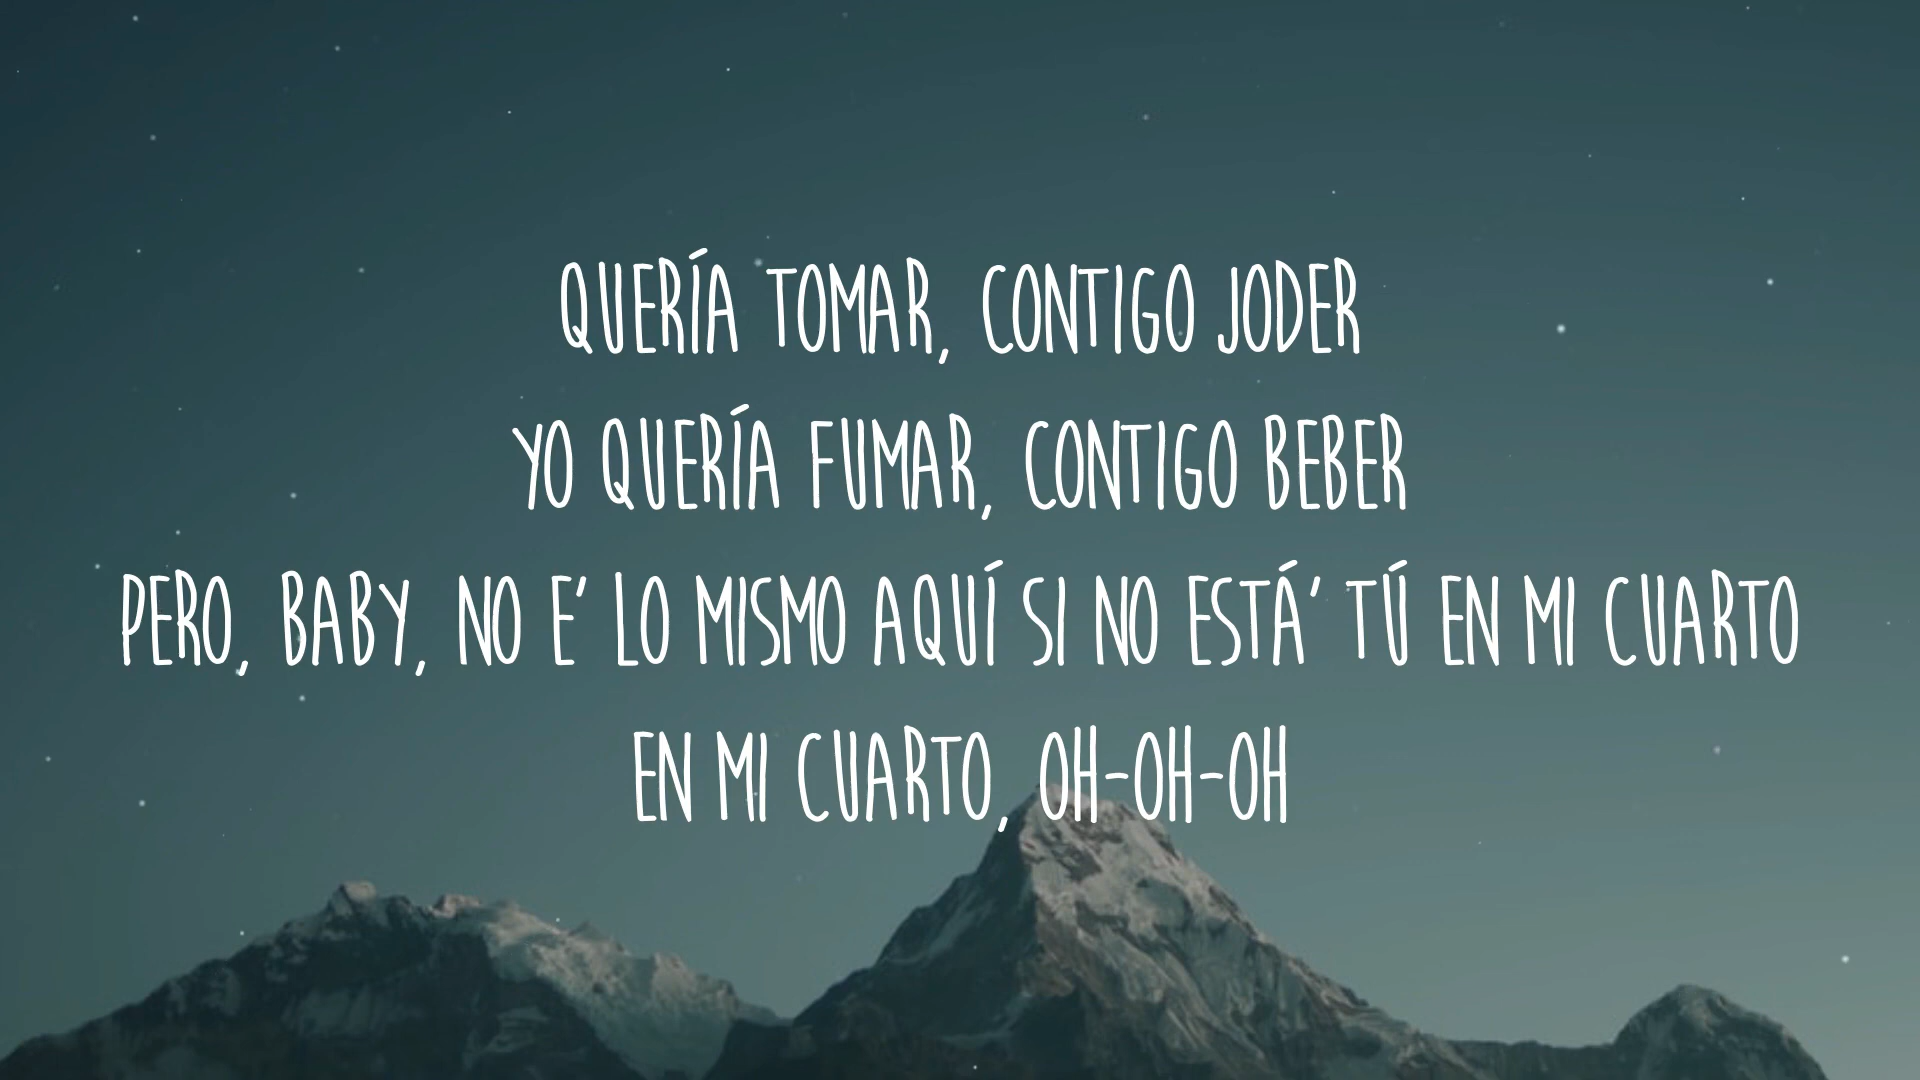 QUERÍA TOMAR, CONTIGO JODER
YO QUERÍA FUMAR, CONTIGO BEBER
PERO, BABY, NO E' LO MISMO AQUÍ SI NO ESTÁ' TÚ EN MI CUARTO
EN MI CUARTO, OH-OH-OH